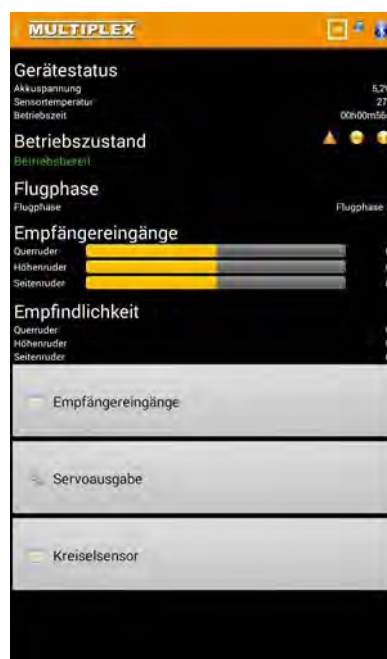 MULTIPLEX
Gerätestatus
Akkuspannung 5,2
Sensortemperatur 27
Betriebszeit 00h00m56
Betriebszustand
Betriebsbereit
Flugphase
Flugphase Flugphase
Empfängereingänge
Querruder
Höhenruder
Seitenruder
Empfindlichkeit
Querruder
Höhenruder
Seitenruder
Empfängereingänge
Servoausgabe
Kreiselsensor